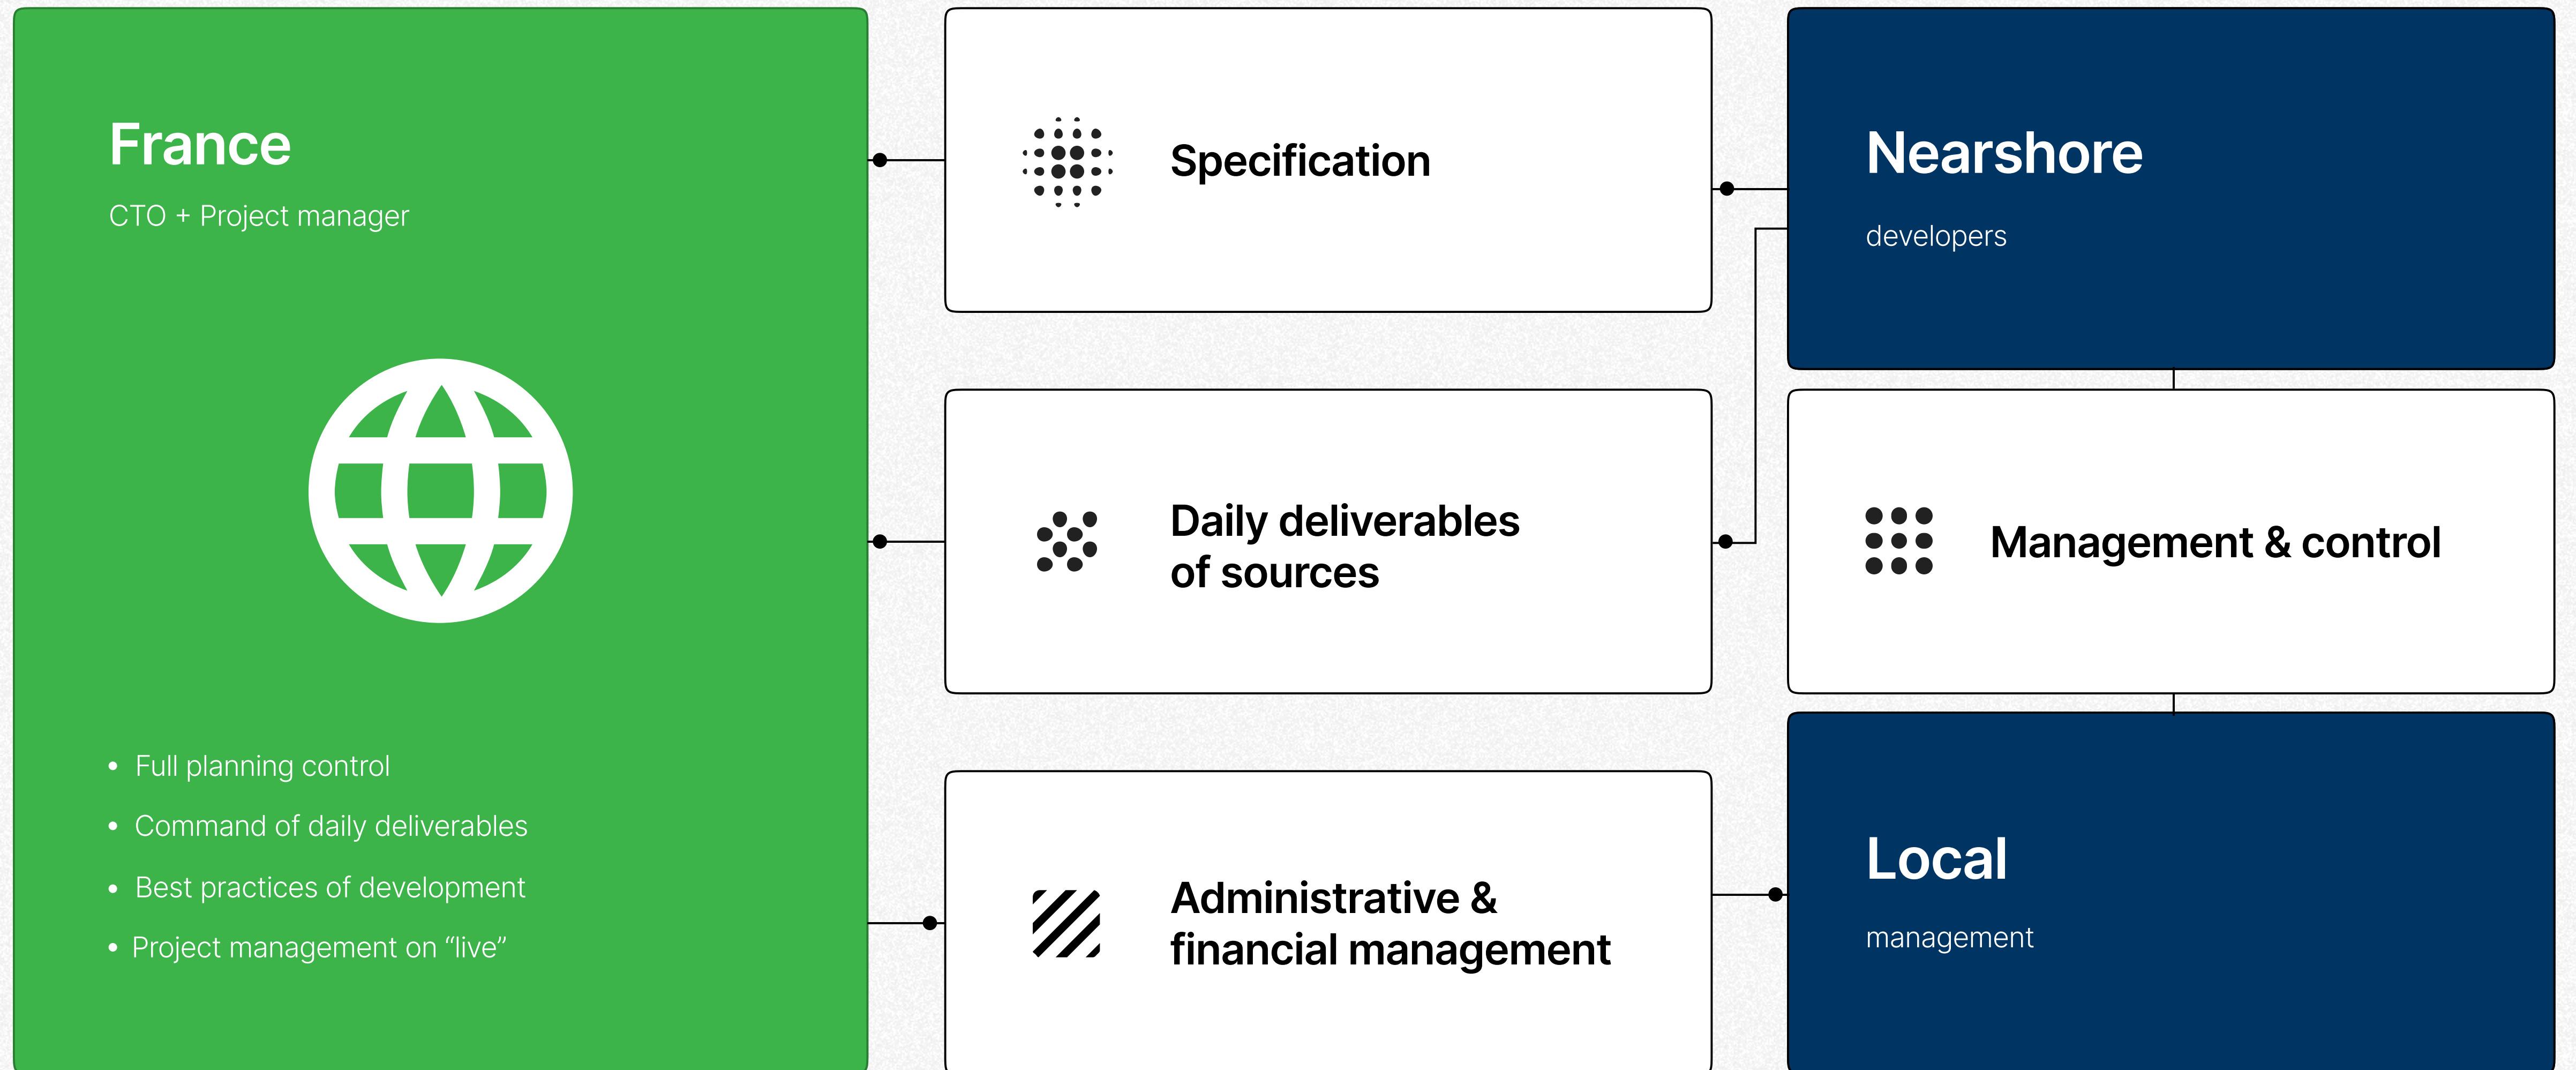 France
CTO + Project manager
• Full planning control
• Command of daily deliverables
• Best practices of development
• Project management on “live”
Specification
Daily deliverables
of sources
Administrative &
financial management
Nearshore
developers
Management & control
Local
management